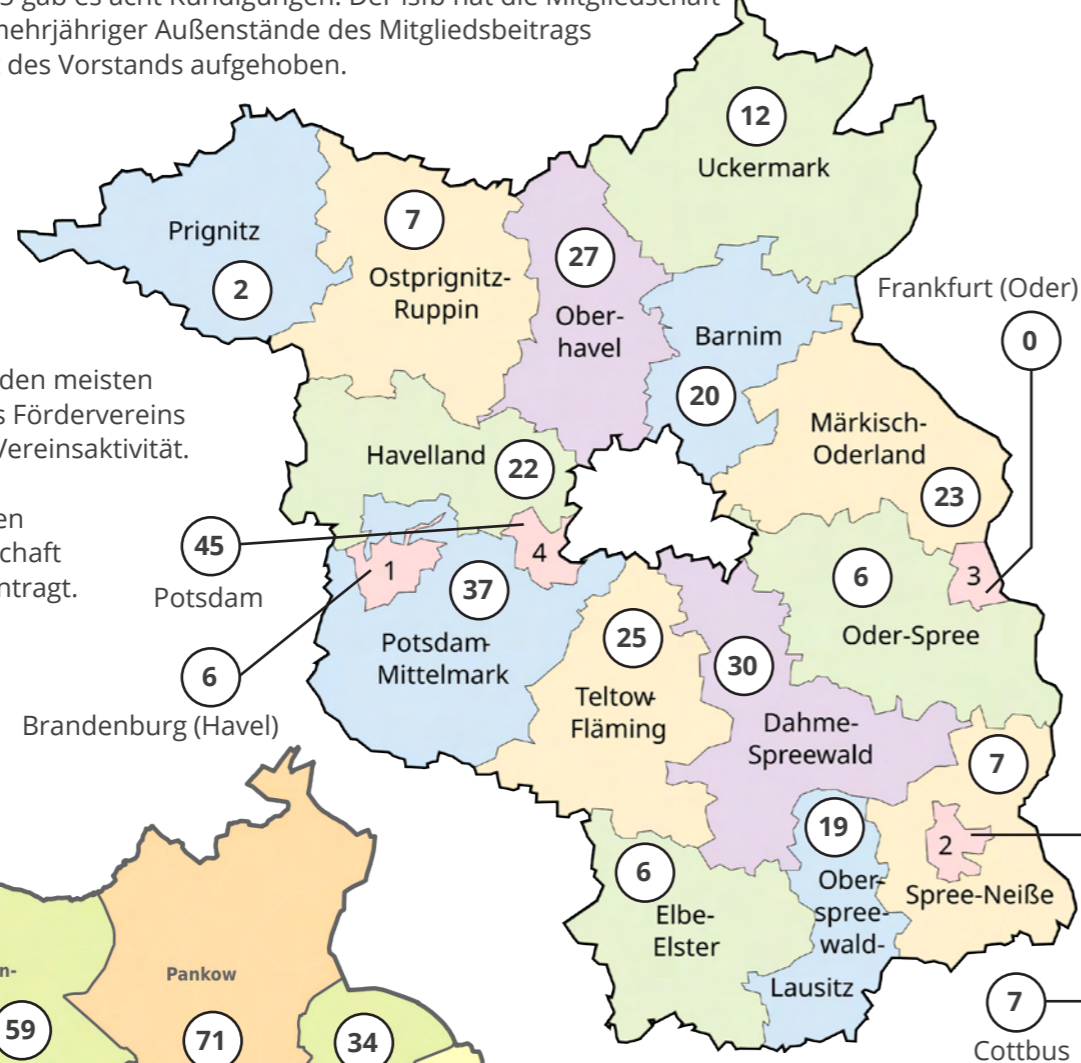 gab es acht Kündigungen. Der lsfb hat die Mitgliedschaft
mehrjähriger Außenstände des Mitgliedsbeitrags
des Vorstands aufgehoben.
12
Uckermark
Prignitz
2
7
Ostprignitz-
Ruppin
27
Ober-
havel
Barnim
20
Frankfurt (Oder)
0
den meisten
s Fördervereins
Vereinsaktivität.
en
schaft
ntragt.
Märkisch-
Oderland
23
Havelland
22
45
Potsdam
4
1
37
Potsdam-
Mittelmark
6
Brandenburg (Havel)
3
6
Oder-Spree
25
Teltow-
Fläming
30
Dahme-
Spreewald
7
2
Spree-Neiße
19
Ober-
spree-
wald-
Lausitz
6
Elbe-
Elster
7
Cottbus
n-
59
Pankow
71
34